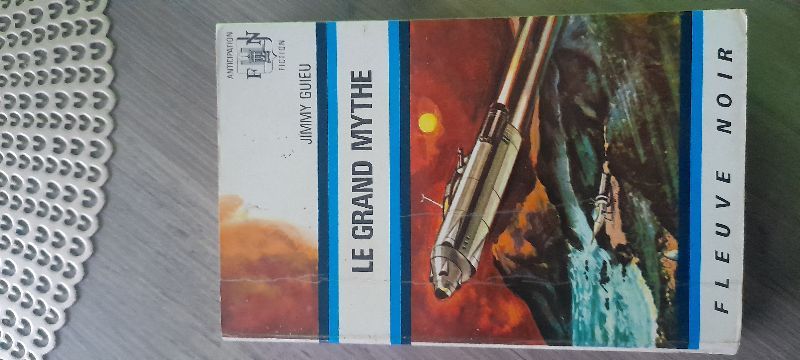 ANTICIPATION
FN
FICTION
JIMMY GUIEU
LE GRAND MYTHE
FLEUVE NOIR